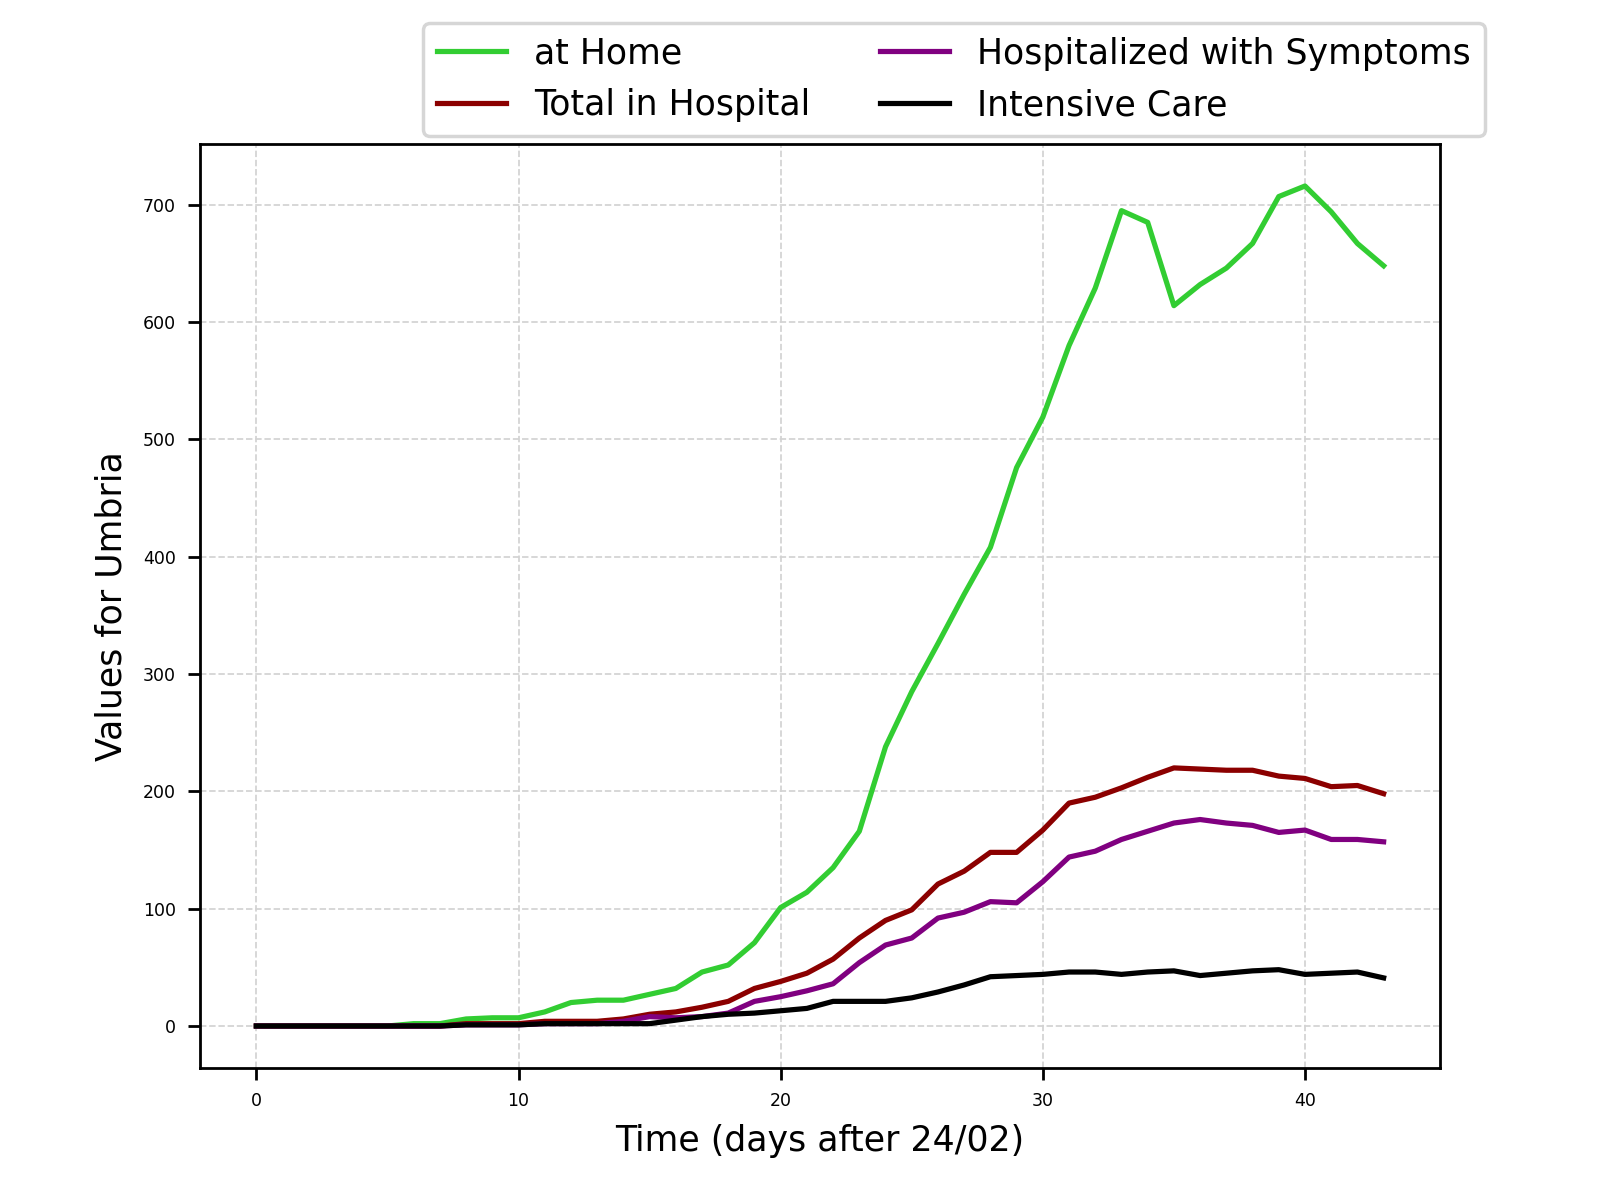 at Home
Total in Hospital
Hospitalized with Symptoms
Intensive Care
700
600
500
400
300
200
100
0
Values for Umbria
0 10 20 30 40
Time (days after 24/02)